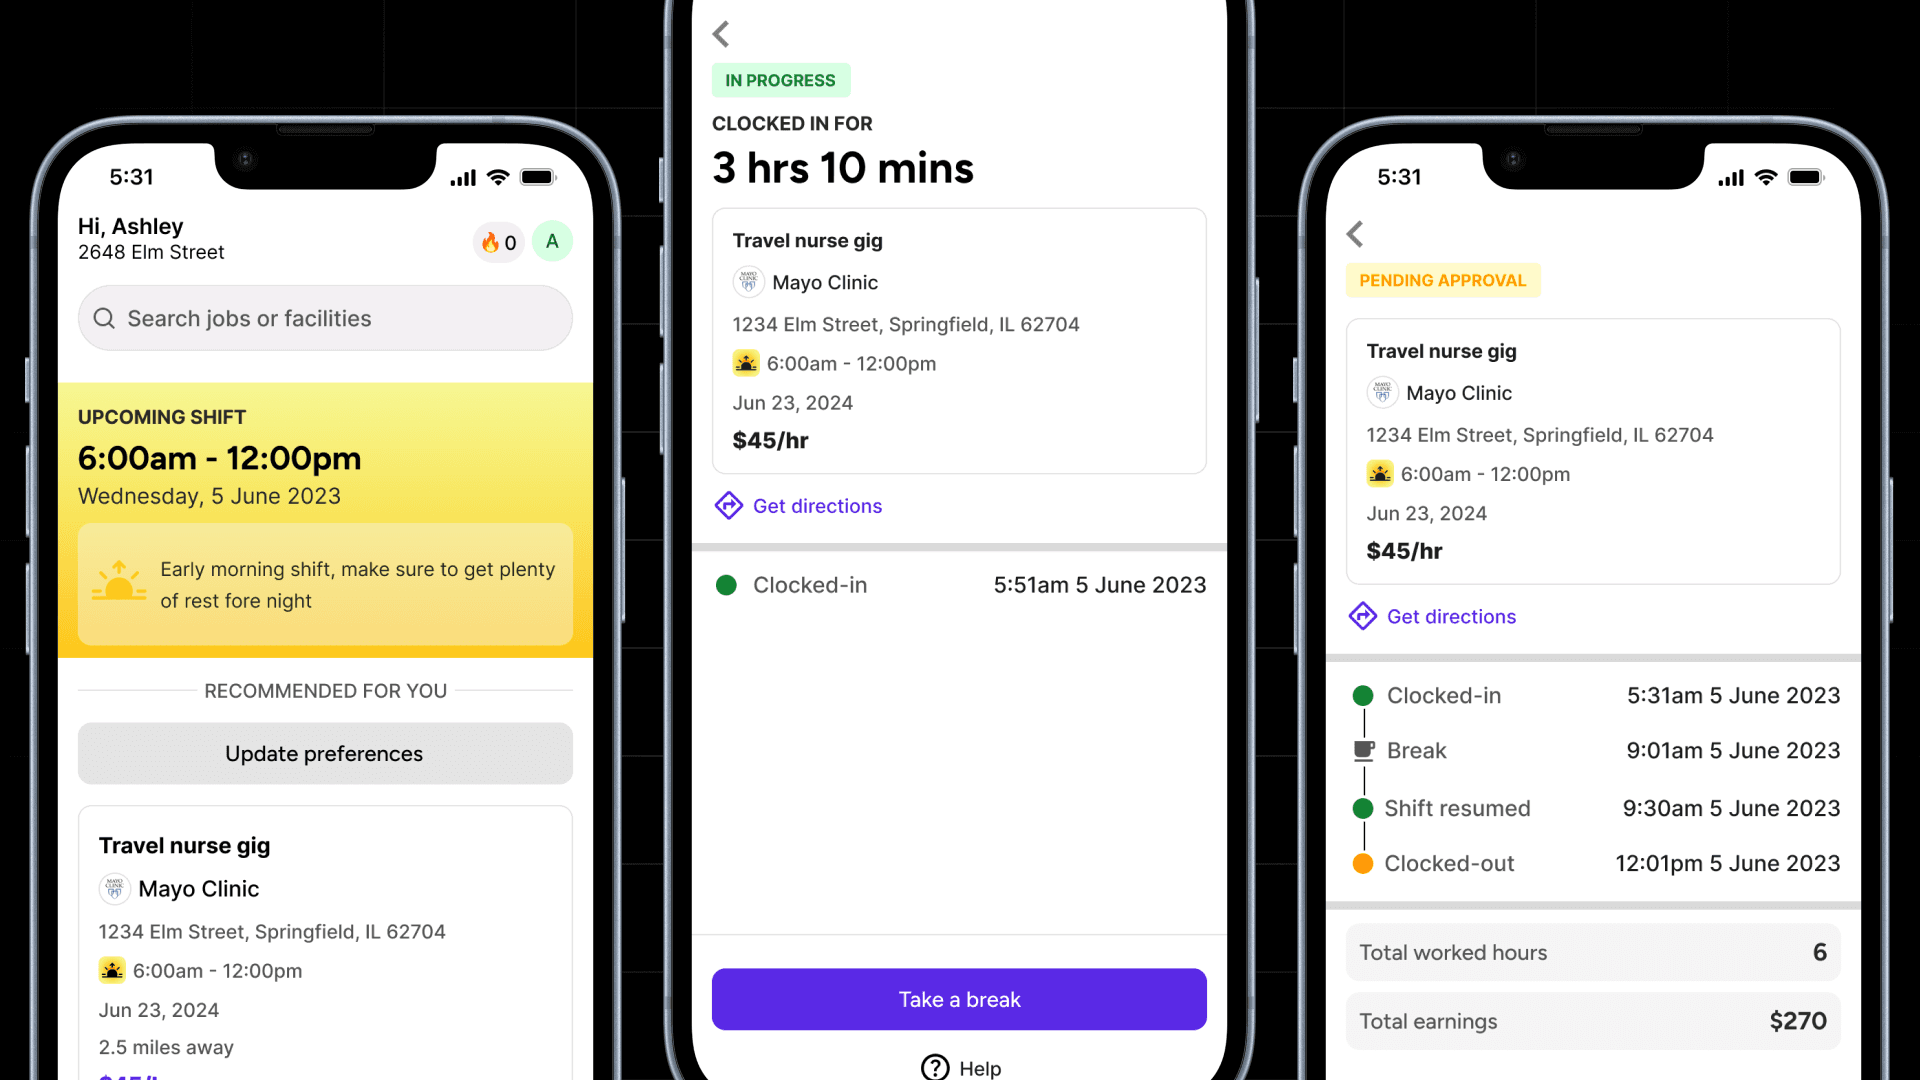 5:31
Hi, Ashley
2648 Elm Street
0
A
Search jobs or facilities
UPCOMING SHIFT
6:00am - 12:00pm
Wednesday, 5 June 2023
Early morning shift, make sure to get plenty
of rest fore night
RECOMMENDED FOR YOU
Update preferences
Travel nurse gig
MAYO
CLINIC
Mayo Clinic
1234 Elm Street, Springfield, IL 62704
6:00am - 12:00pm
Jun 23, 2024
2.5 miles away
IN PROGRESS
CLOCKED IN FOR
3 hrs 10 mins
Travel nurse gig
MAYO
CLINIC
Mayo Clinic
1234 Elm Street, Springfield, IL 62704
6:00am - 12:00pm
Jun 23, 2024
$45/hr
Get directions
Clocked-in 5:51am 5 June 2023
Take a break
? Help
5:31
PENDING APPROVAL
Travel nurse gig
MAYO
CLINIC
Mayo Clinic
1234 Elm Street, Springfield, IL 62704
6:00am - 12:00pm
Jun 23, 2024
$45/hr
Get directions
Clocked-in 5:31am 5 June 2023
Break 9:01am 5 June 2023
Shift resumed 9:30am 5 June 2023
Clocked-out 12:01pm 5 June 2023
Total worked hours 6
Total earnings $270